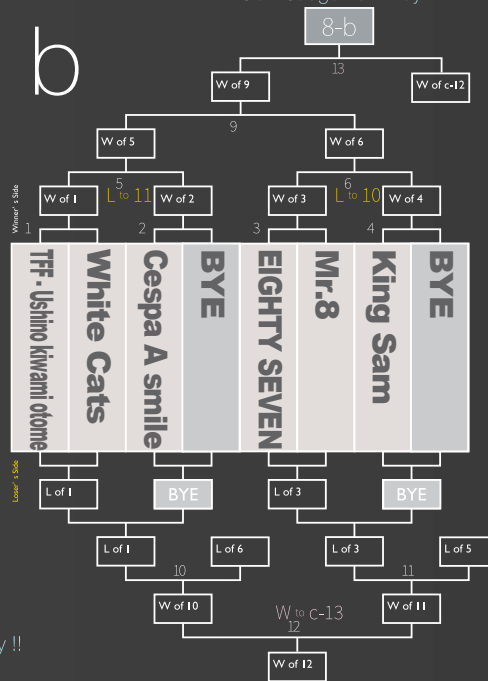 8-b
b
13
W of 9
W of c-12
9
W of 5
W of 6
5
L to 11
6
L to 10
W of 1
W of 2
W of 3
W of 4
Winner's Side
1
2
3
4
TFF - Ushino kiwami otome
White Cats
Cespa A smile
BYE
EIGHTY SEVEN
Mr.8
King Sam
BYE
Loser's Side
L of 1
BYE
L of 3
BYE
L of 1
L of 6
L of 3
L of 5
10
11
W of 10
W of 11
W to c-13
12
W of 12
y !!